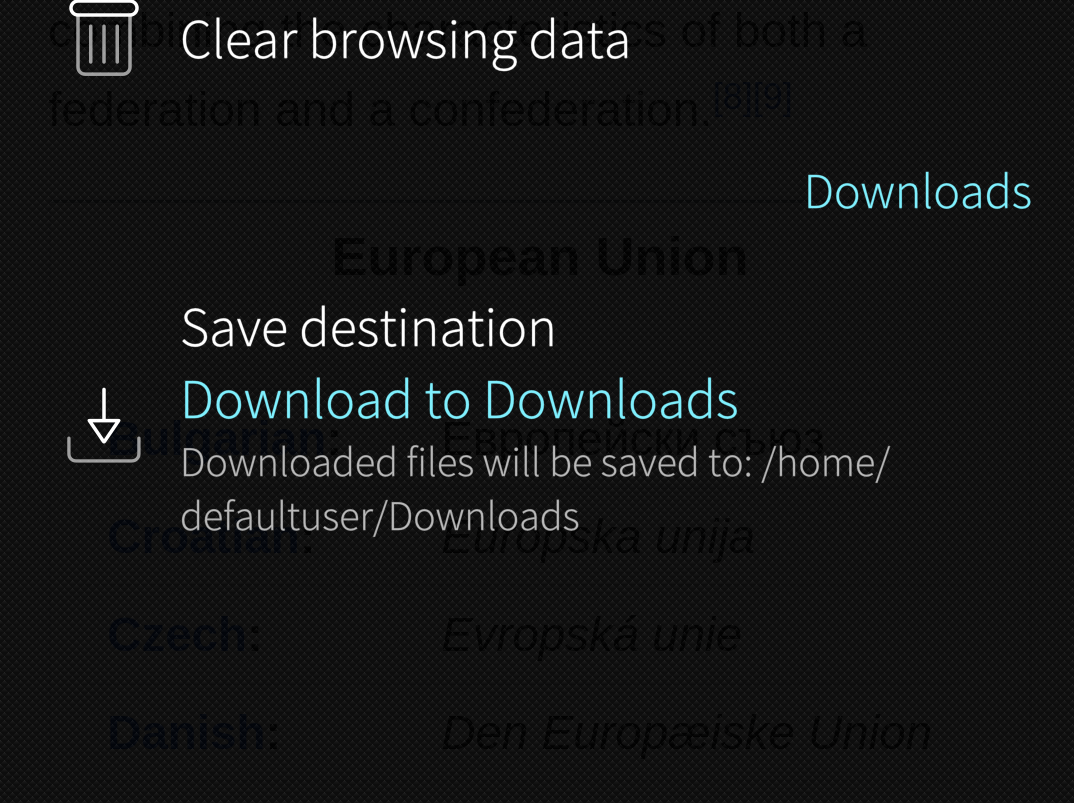 combining the characteristics of both a
Clear browsing data
federation and a confederation.[8][9]
Downloads
European Union
Save destination
Download to Downloads
Bulgarian: Европейски съюз
Downloaded files will be saved to: /home/
defaultuser/Downloads
Croatian: Europska unija
Czech: Evropská unie
Danish: Den Europæiske Union